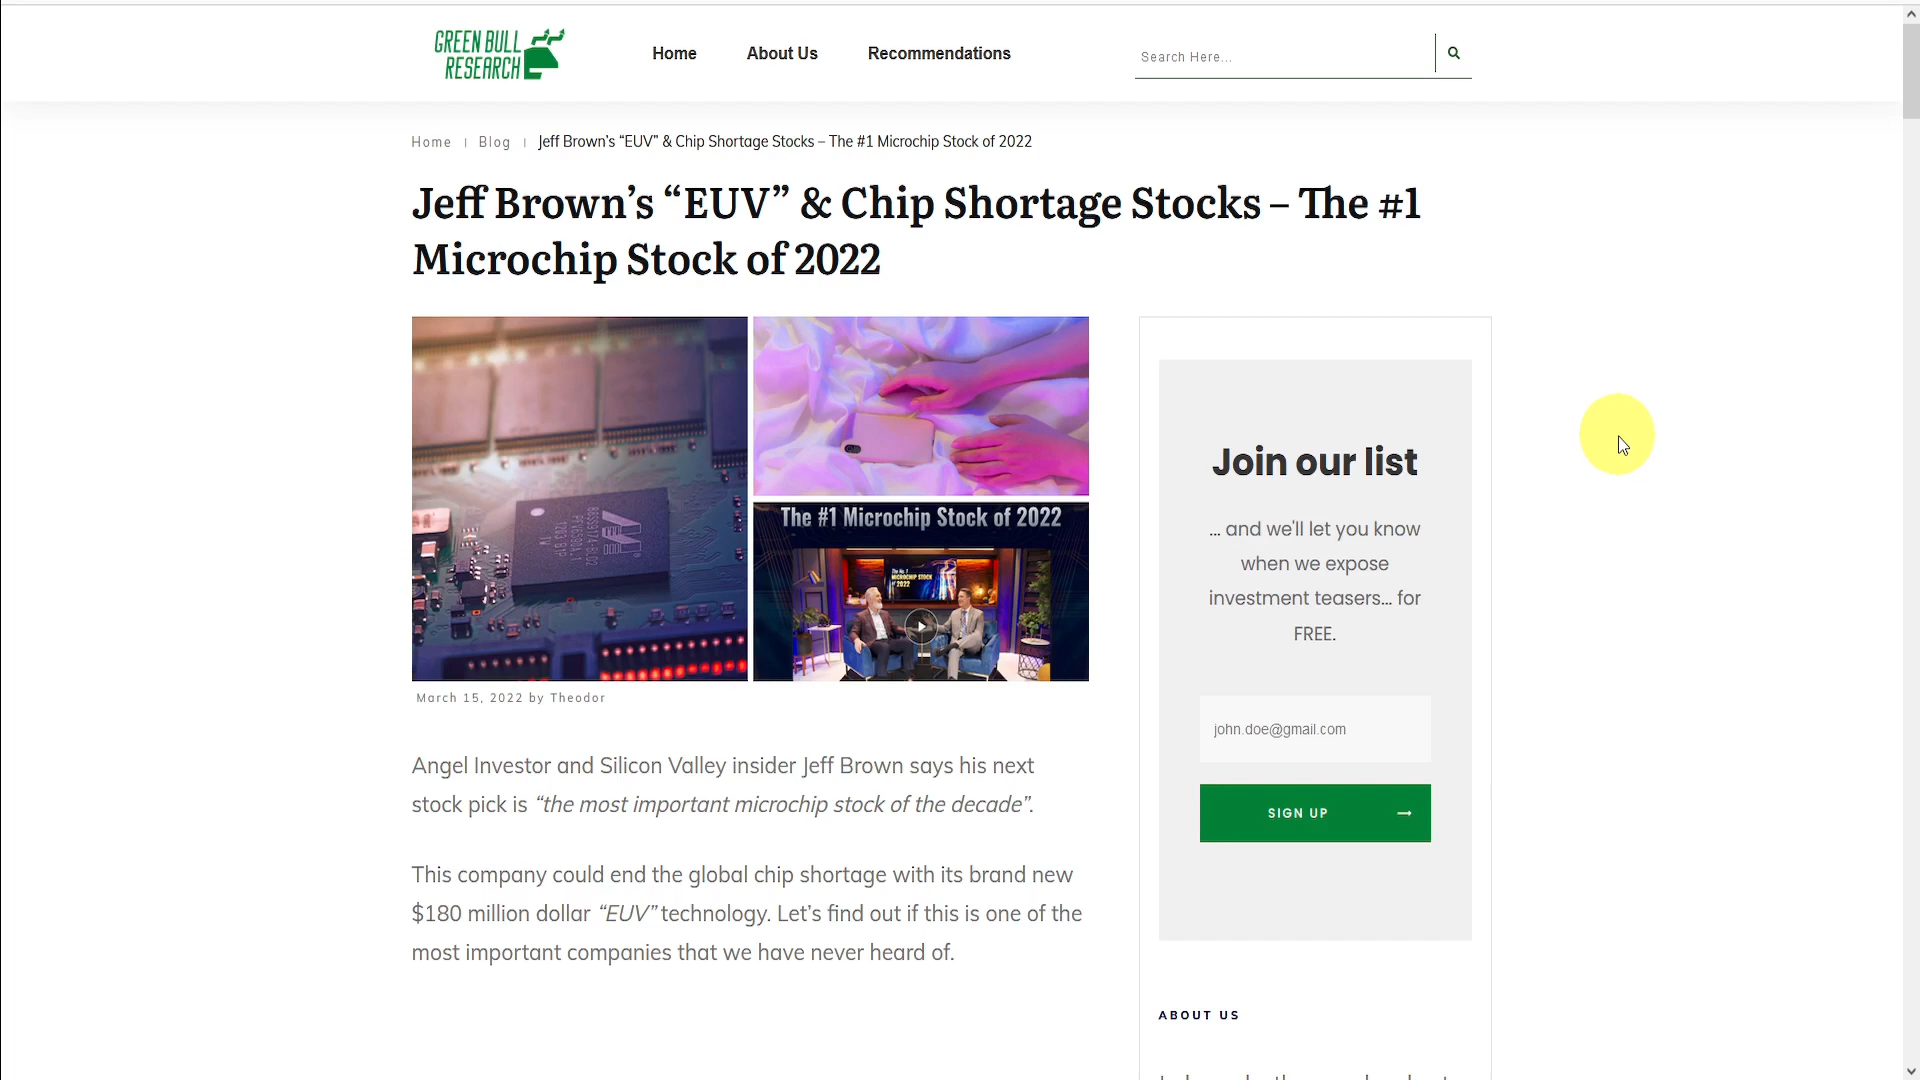 GREEN BULL
RESEARCH
Home
About Us
Recommendations
Search Here...
Home
Blog
Jeff Brown’s “EUV” & Chip Shortage Stocks – The #1 Microchip Stock of 2022
Jeff Brown’s “EUV” & Chip Shortage Stocks – The #1
Microchip Stock of 2022
The #1 Microchip Stock of 2022
March 15, 2022 by Theodor
Angel Investor and Silicon Valley insider Jeff Brown says his next
stock pick is “the most important microchip stock of the decade”.
This company could end the global chip shortage with its brand new
$180 million dollar “EUV” technology. Let’s find out if this is one of the
most important companies that we have never heard of.
Join our list
... and we'll let you know
when we expose
investment teasers... for
FREE.
john.doe@gmail.com
SIGN UP
ABOUT US